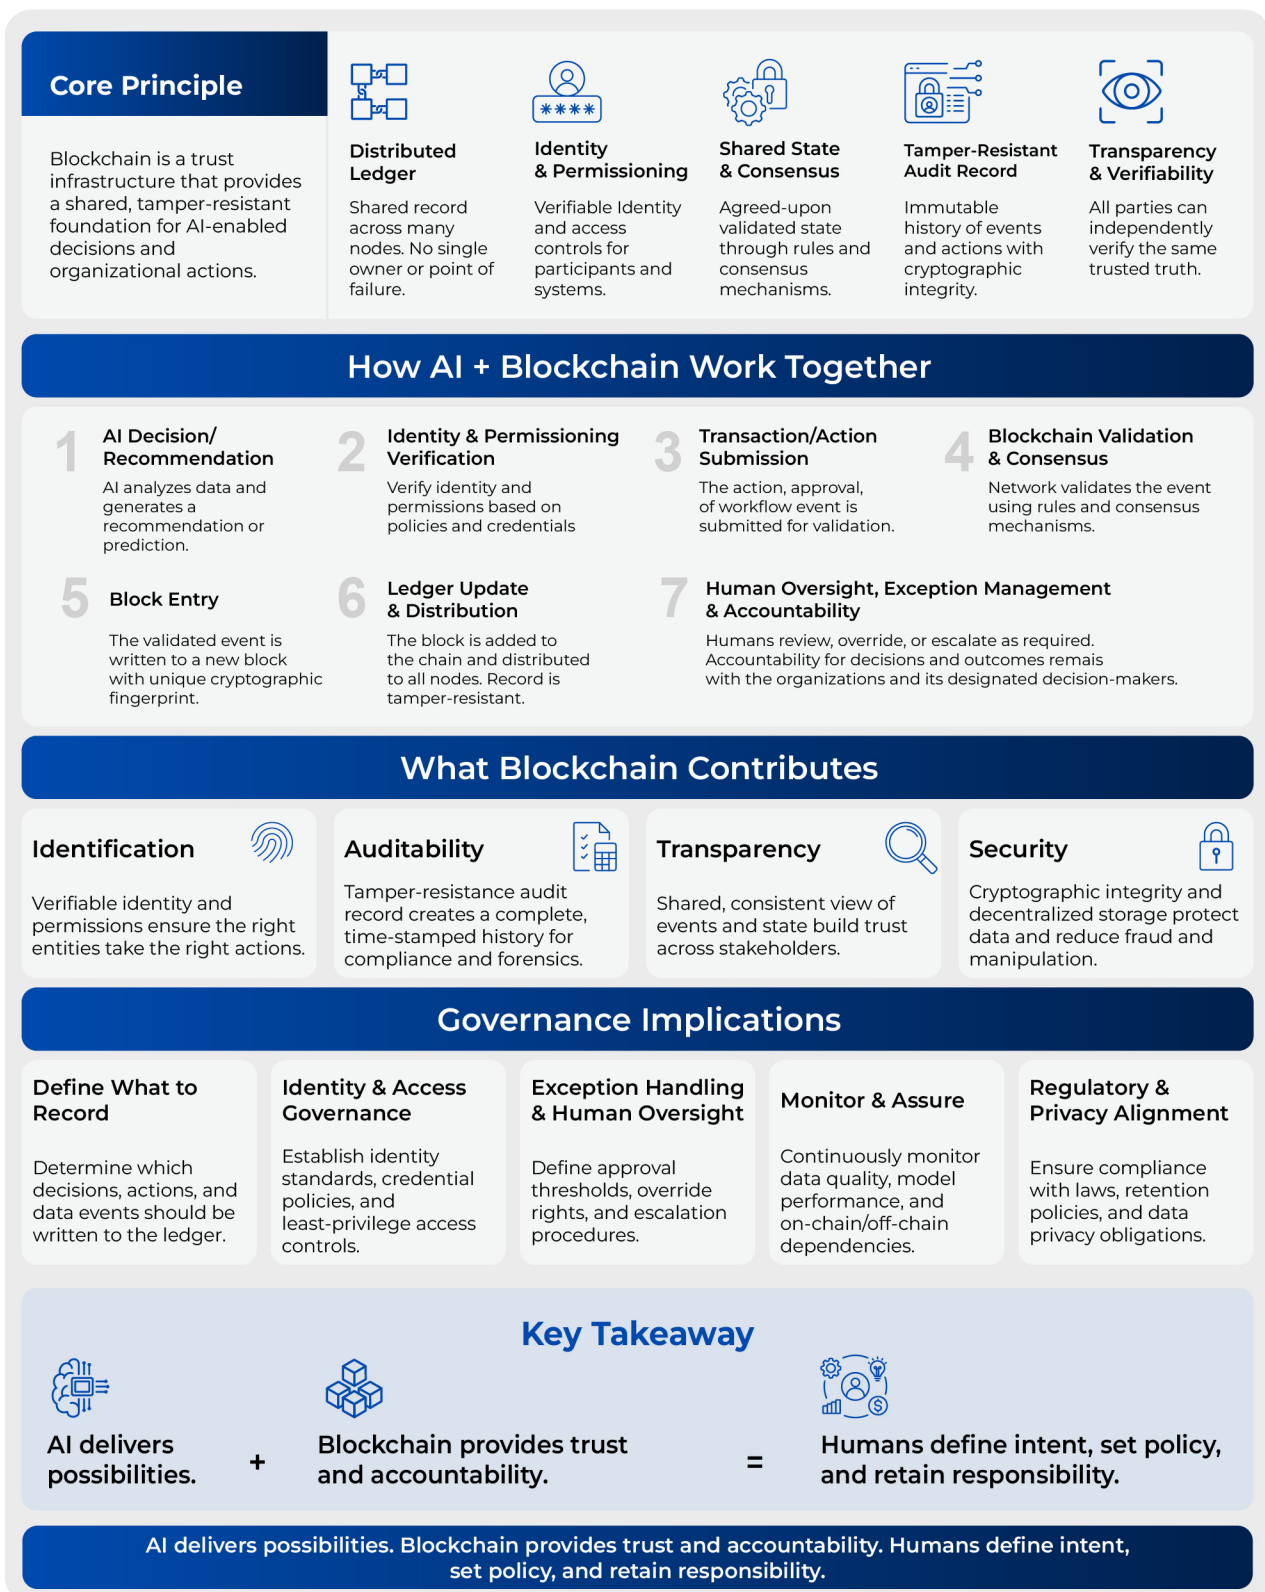 Core Principle
Blockchain is a trust
infrastructure that provides
a shared, tamper-resistant
foundation for AI-enabled
decisions and
organizational actions.
Distributed
Ledger
Shared record
across many
nodes. No single
owner or point of
failure.
****
Identity
& Permissioning
Verifiable Identity
and access
controls for
participants and
systems.
Shared State
& Consensus
Agreed-upon
validated state
through rules and
consensus
mechanisms.
Tamper-Resistant
Audit Record
Immutable
history of events
and actions with
cryptographic
integrity.
Transparency
& Verifiability
All parties can
independently
verify the same
trusted truth.
How AI + Blockchain Work Together
1
AI Decision/
Recommendation
AI analyzes data and
generates a
recommendation or
prediction.
2
Identity & Permissioning
Verification
Verify identity and
permissions based on
policies and credentials
3
Transaction/Action
Submission
The action, approval,
of workflow event is
submitted for validation.
4
Blockchain Validation
& Consensus
Network validates the event
using rules and consensus
mechanisms.
5
Block Entry
The validated event is
written to a new block
with unique cryptographic
fingerprint.
6
Ledger Update
& Distribution
The block is added to
the chain and distributed
to all nodes. Record is
tamper-resistant.
7
Human Oversight, Exception Management
& Accountability
Humans review, override, or escalate as required.
Accountability for decisions and outcomes remais
with the organizations and its designated decision-makers.
What Blockchain Contributes
Identification
Verifiable identity and
permissions ensure the right
entities take the right actions.
Auditability
Tamper-resistance audit
record creates a complete,
time-stamped history for
compliance and forensics.
Transparency
Shared, consistent view of
events and state build trust
across stakeholders.
Security
Cryptographic integrity and
decentralized storage protect
data and reduce fraud and
manipulation.
Governance Implications
Define What to
Record
Determine which
decisions, actions, and
data events should be
written to the ledger.
Identity & Access
Governance
Establish identity
standards, credential
policies, and
least-privilege access
controls.
Exception Handling
& Human Oversight
Define approval
thresholds, override
rights, and escalation
procedures.
Monitor & Assure
Continuously monitor
data quality, model
performance, and
on-chain/off-chain
dependencies.
Regulatory &
Privacy Alignment
Ensure compliance
with laws, retention
policies, and data
privacy obligations.
Key Takeaway
AI delivers
possibilities.
+
Blockchain provides trust
and accountability.
=
$
Humans define intent, set policy,
and retain responsibility.
AI delivers possibilities. Blockchain provides trust and accountability. Humans define intent,
set policy, and retain responsibility.